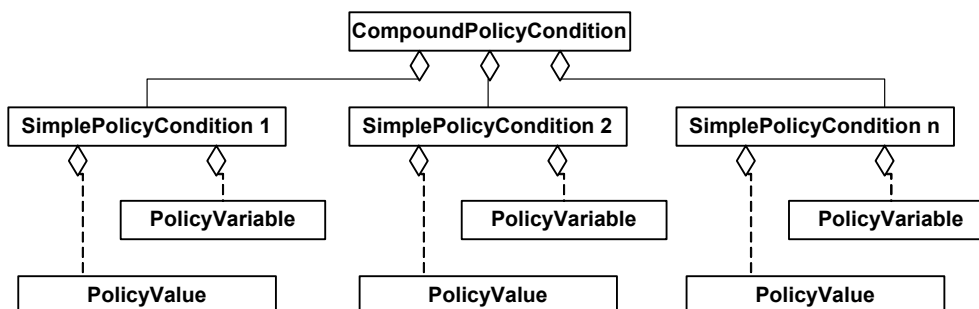 CompoundPolicyCondition
SimplePolicyCondition 1
SimplePolicyCondition 2
SimplePolicyCondition n
PolicyVariable
PolicyVariable
PolicyVariable
PolicyValue
PolicyValue
PolicyValue